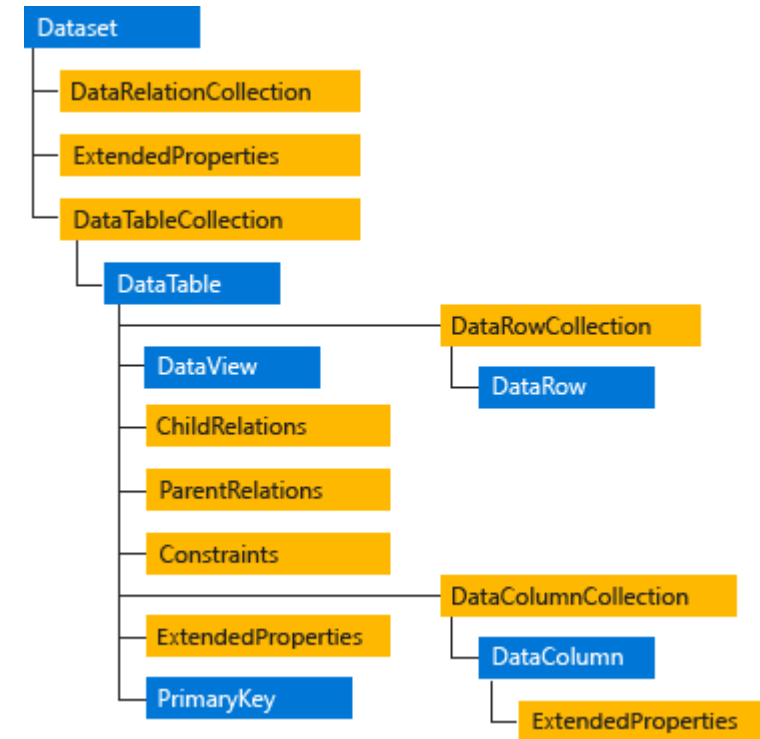 Dataset
DataRelationCollection
ExtendedProperties
DataTableCollection
DataTable
DataRowCollection
DataView
DataRow
ChildRelations
ParentRelations
Constraints
DataColumnCollection
ExtendedProperties
DataColumn
PrimaryKey
ExtendedProperties